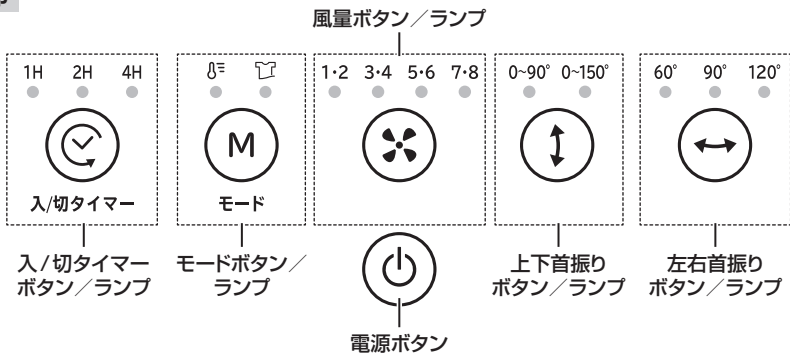 風量ボタン／ランプ
1H 2H 4H
1・2 3・4 5・6 7・8
0~90° 0~150°
60° 90° 120°
M
入/切タイマー
モード
入／切タイマー
ボタン／ランプ
モードボタン／
ランプ
上下首振り
ボタン／ランプ
左右首振り
ボタン／ランプ
電源ボタン